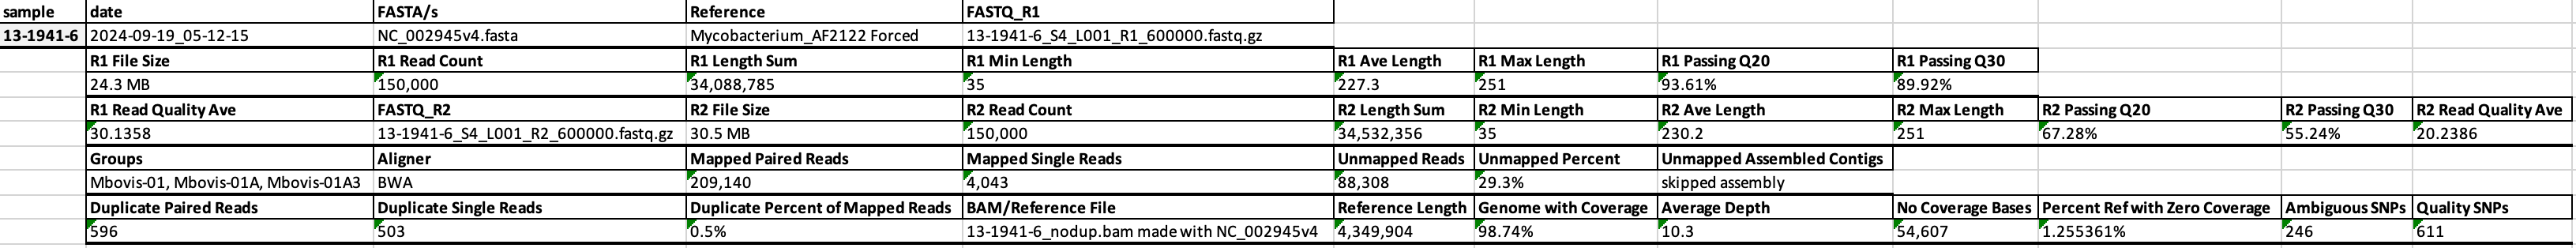 sample date FASTA/s Reference FASTQ_R1
13-1941-6 2024-09-19_05-12-15 NC_002945v4.fasta Mycobacterium_AF2122 Forced 13-1941-6_S4_L001_R1_600000.fastq.gz
R1 File Size R1 Read Count R1 Length Sum R1 Min Length R1 Ave Length R1 Max Length R1 Passing Q20 R1 Passing Q30
24.3 MB 150,000 34,088,785 35 227.3 251 93.61% 89.92%
R1 Read Quality Ave FASTQ_R2 R2 File Size R2 Read Count R2 Length Sum R2 Min Length R2 Ave Length R2 Max Length R2 Passing Q20 R2 Passing Q30 R2 Read Quality Ave
30.1358 13-1941-6_S4_L001_R2_600000.fastq.gz 30.5 MB 150,000 34,532,356 35 230.2 251 67.28% 55.24% 20.2386
Groups Aligner Mapped Paired Reads Mapped Single Reads Unmapped Reads Unmapped Percent Unmapped Assembled Contigs
Mbovis-01, Mbovis-01A, Mbovis-01A3 BWA 209,140 4,043 88,308 29.3% skipped assembly
Duplicate Paired Reads Duplicate Single Reads Duplicate Percent of Mapped Reads BAM/Reference File Reference Length Genome with Coverage Average Depth No Coverage Bases Percent Ref with Zero Coverage Ambiguous SNPs Quality SNPs
596 503 0.5% 13-1941-6_nodup.bam made with NC_002945v4 4,349,904 98.74% 10.3 54,607 1.255361% 246 611